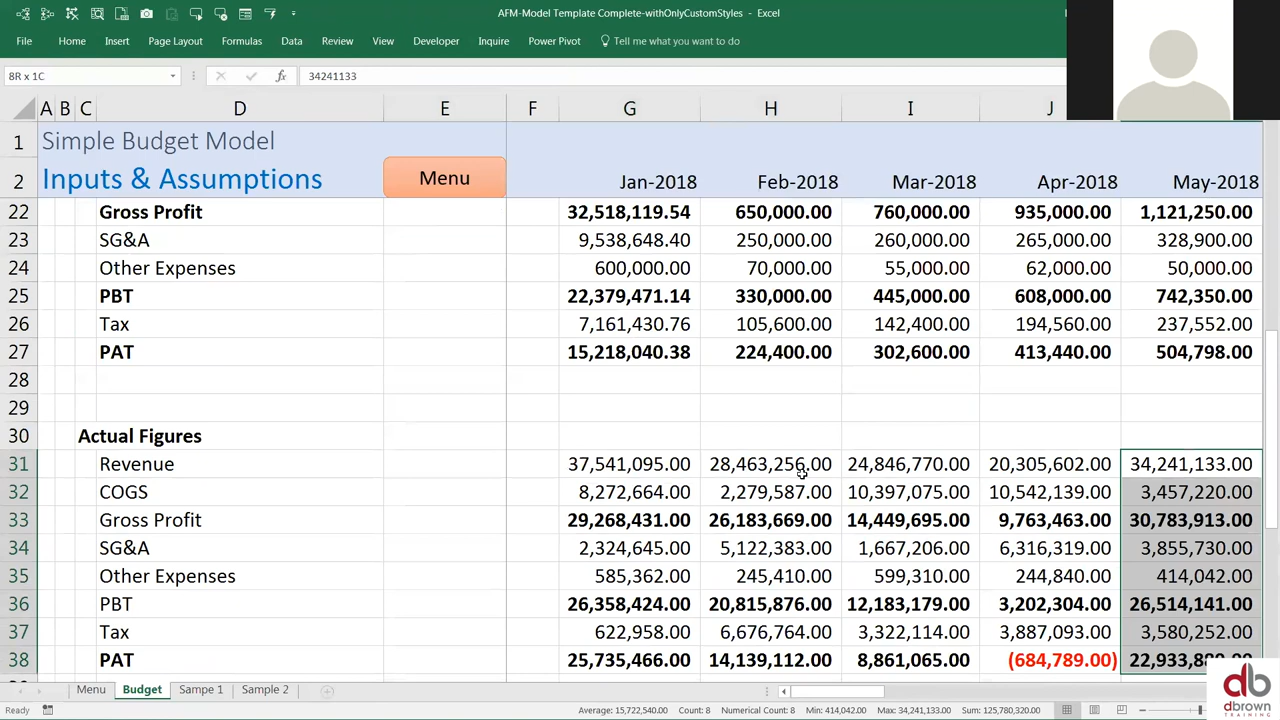 AFM-Model Template Complete-withOnlyCustomStyles - Excel
File Home Insert Page Layout Formulas Data Review View Developer Inquire Power Pivot Tell me what you want to do
8R x 1C fx 34241133
A B C D E F G H I J
1 Simple Budget Model
2 Inputs & Assumptions Menu Jan-2018 Feb-2018 Mar-2018 Apr-2018 May-2018
22 Gross Profit 32,518,119.54 650,000.00 760,000.00 935,000.00 1,121,250.00
23 SG&A 9,538,648.40 250,000.00 260,000.00 265,000.00 328,900.00
24 Other Expenses 600,000.00 70,000.00 55,000.00 62,000.00 50,000.00
25 PBT 22,379,471.14 330,000.00 445,000.00 608,000.00 742,350.00
26 Tax 7,161,430.76 105,600.00 142,400.00 194,560.00 237,552.00
27 PAT 15,218,040.38 224,400.00 302,600.00 413,440.00 504,798.00
28
29
30 Actual Figures
31 Revenue 37,541,095.00 28,463,256.00 24,846,770.00 20,305,602.00 34,241,133.00
32 COGS 8,272,664.00 2,279,587.00 10,397,075.00 10,542,139.00 3,457,220.00
33 Gross Profit 29,268,431.00 26,183,669.00 14,449,695.00 9,763,463.00 30,783,913.00
34 SG&A 2,324,645.00 5,122,383.00 1,667,206.00 6,316,319.00 3,855,730.00
35 Other Expenses 585,362.00 245,410.00 599,310.00 244,840.00 414,042.00
36 PBT 26,358,424.00 20,815,876.00 12,183,179.00 3,202,304.00 26,514,141.00
37 Tax 622,958.00 6,676,764.00 3,322,114.00 3,887,093.00 3,580,252.00
38 PAT 25,735,466.00 14,139,112.00 8,861,065.00 (684,789.00)
Menu Budget Sampe 1 Sample 2
Average: 15,722,540.00 Count: 8 Numerical Count: 8 Min: 414,042.00 Max: 34,241,133.00 Sum: 125,780,320.00
db
dbrown
TRAINING